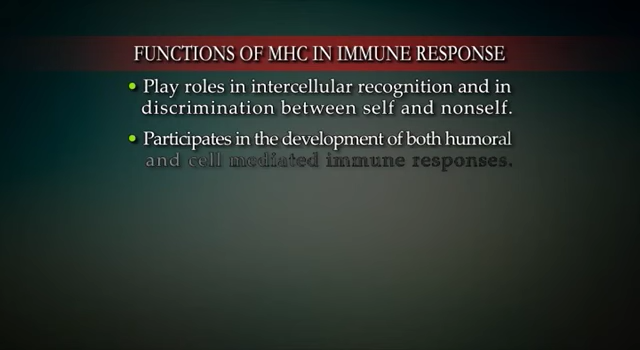 FUNCTIONS OF MHC IN IMMUNE RESPONSE
• Play roles in intercellular recognition and in
discrimination between self and nonself.
• Participates in the development of both humoral
and cell mediated immune responses.